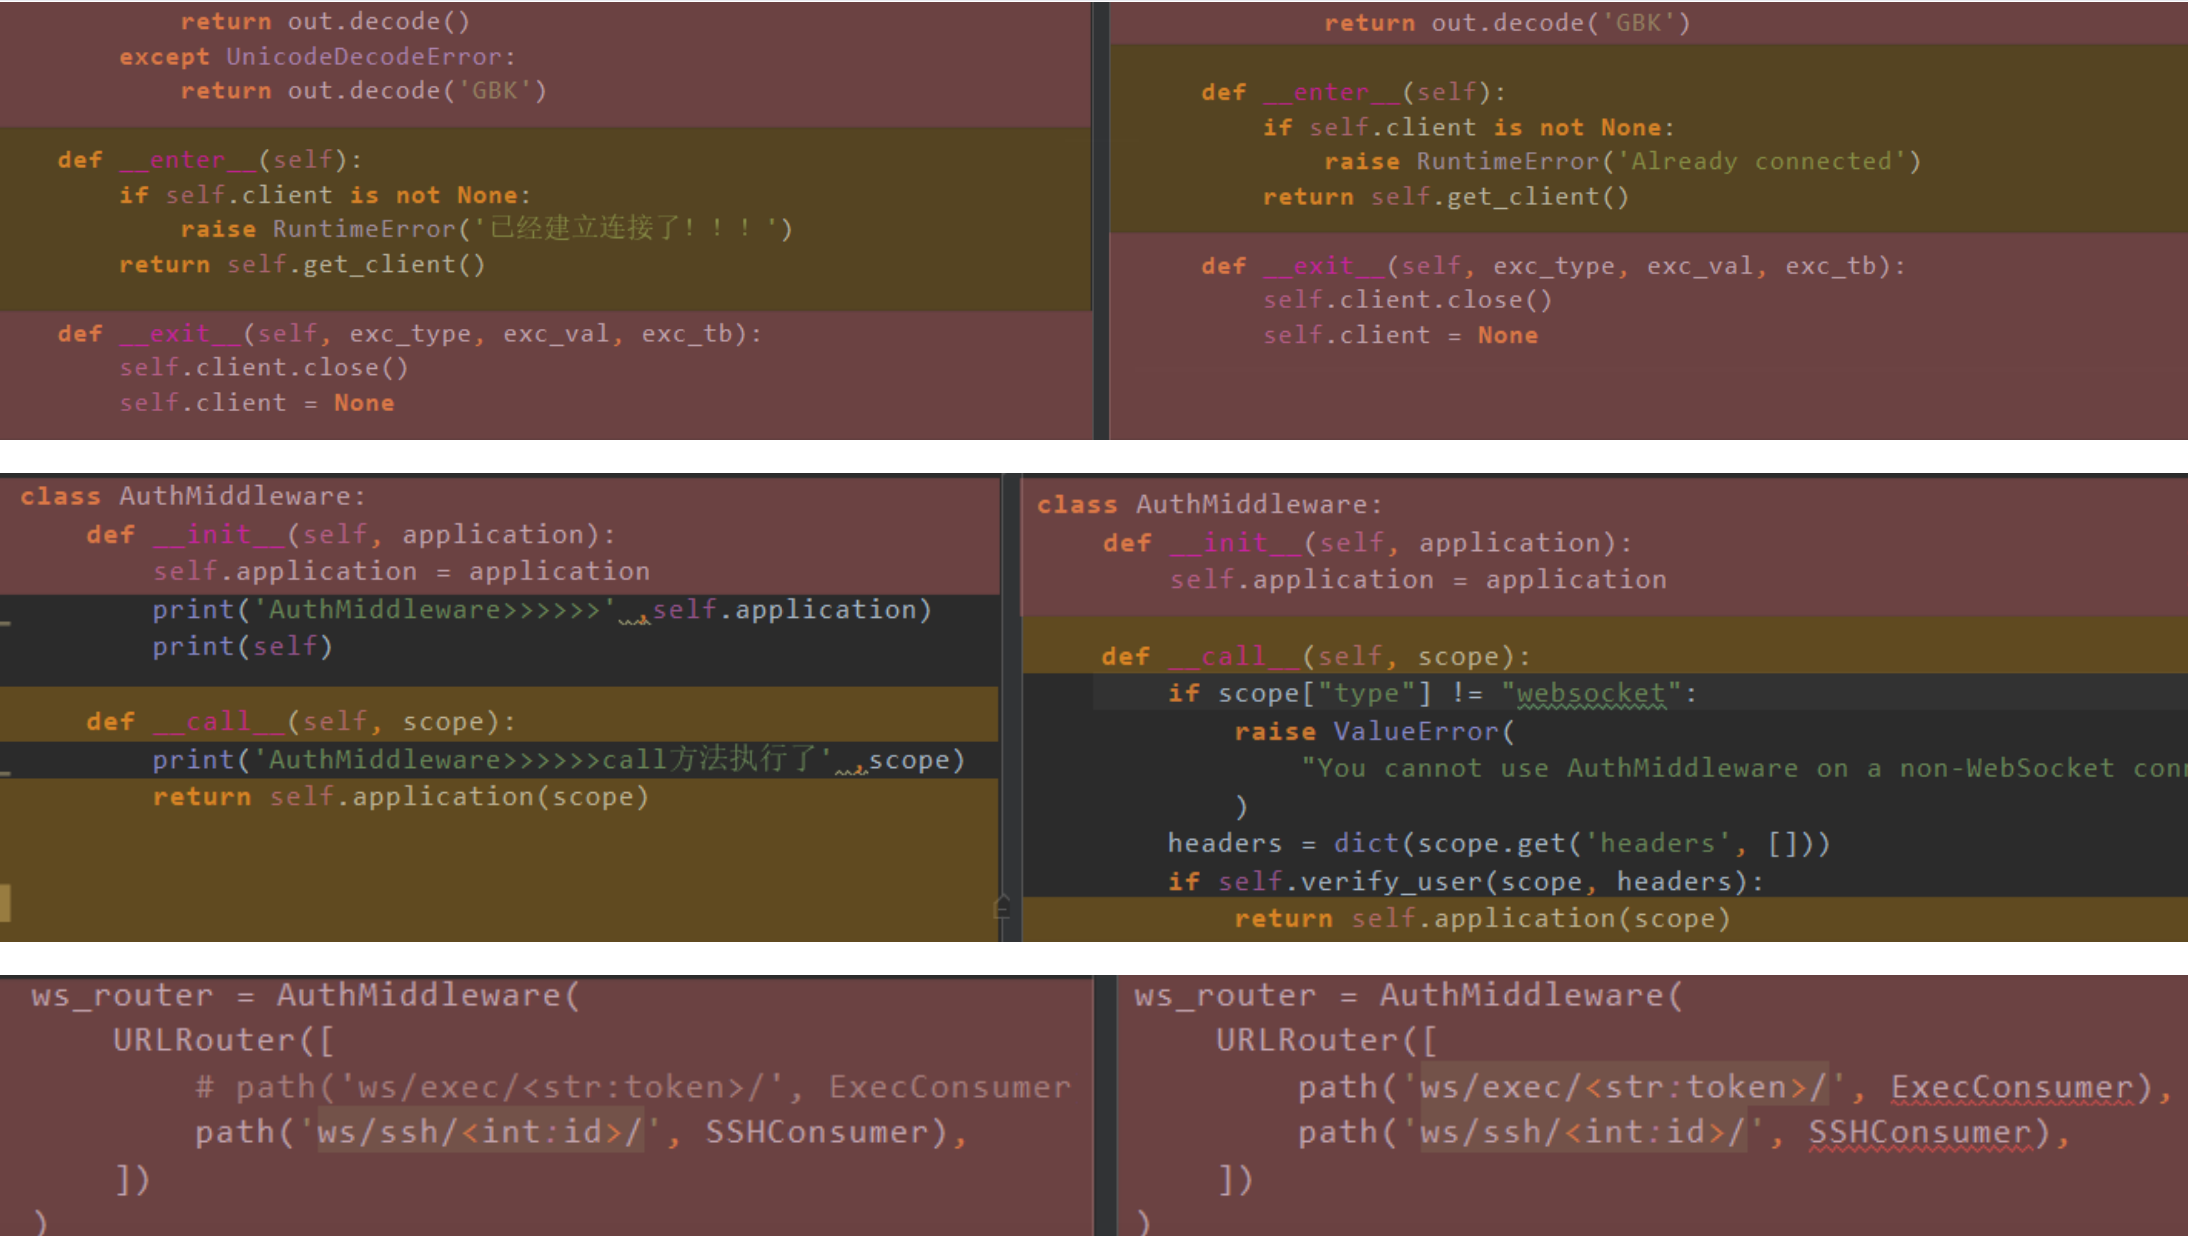 return out.decode()
except UnicodeDecodeError:
return out.decode('GBK')
def __enter__(self):
if self.client is not None:
raise RuntimeError('已经建立连接了！！！')
return self.get_client()
def __exit__(self, exc_type, exc_val, exc_tb):
self.client.close()
self.client = None
return out.decode('GBK')
def __enter__(self):
if self.client is not None:
raise RuntimeError('Already connected')
return self.get_client()
def __exit__(self, exc_type, exc_val, exc_tb):
self.client.close()
self.client = None
class AuthMiddleware:
def __init__(self, application):
self.application = application
print('AuthMiddleware>>>>>>' ,self.application)
print(self)
def __call__(self, scope):
print('AuthMiddleware>>>>>>call方法执行了' ,scope)
return self.application(scope)
class AuthMiddleware:
def __init__(self, application):
self.application = application
def __call__(self, scope):
if scope["type"] != "websocket":
raise ValueError(
"You cannot use AuthMiddleware on a non-WebSocket
)
headers = dict(scope.get('headers', []))
if self.verify_user(scope, headers):
return self.application(scope)
ws_router = AuthMiddleware(
URLRouter([
# path('ws/exec/<str:token>/', ExecConsumer
path('ws/ssh/<int:id>/', SSHConsumer),
])
)
ws_router = AuthMiddleware(
URLRouter([
path('ws/exec/<str:token>/', ExecConsumer),
path('ws/ssh/<int:id>/', SSHConsumer),
])
)